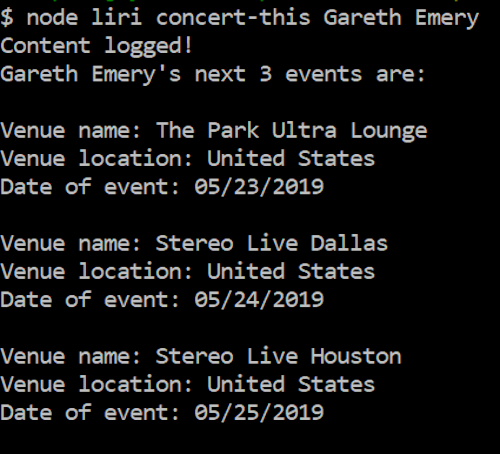 $ node liri concert-this Gareth Emery
Content logged!
Gareth Emery's next 3 events are:
Venue name: The Park Ultra Lounge
Venue location: United States
Date of event: 05/23/2019
Venue name: Stereo Live Dallas
Venue location: United States
Date of event: 05/24/2019
Venue name: Stereo Live Houston
Venue location: United States
Date of event: 05/25/2019